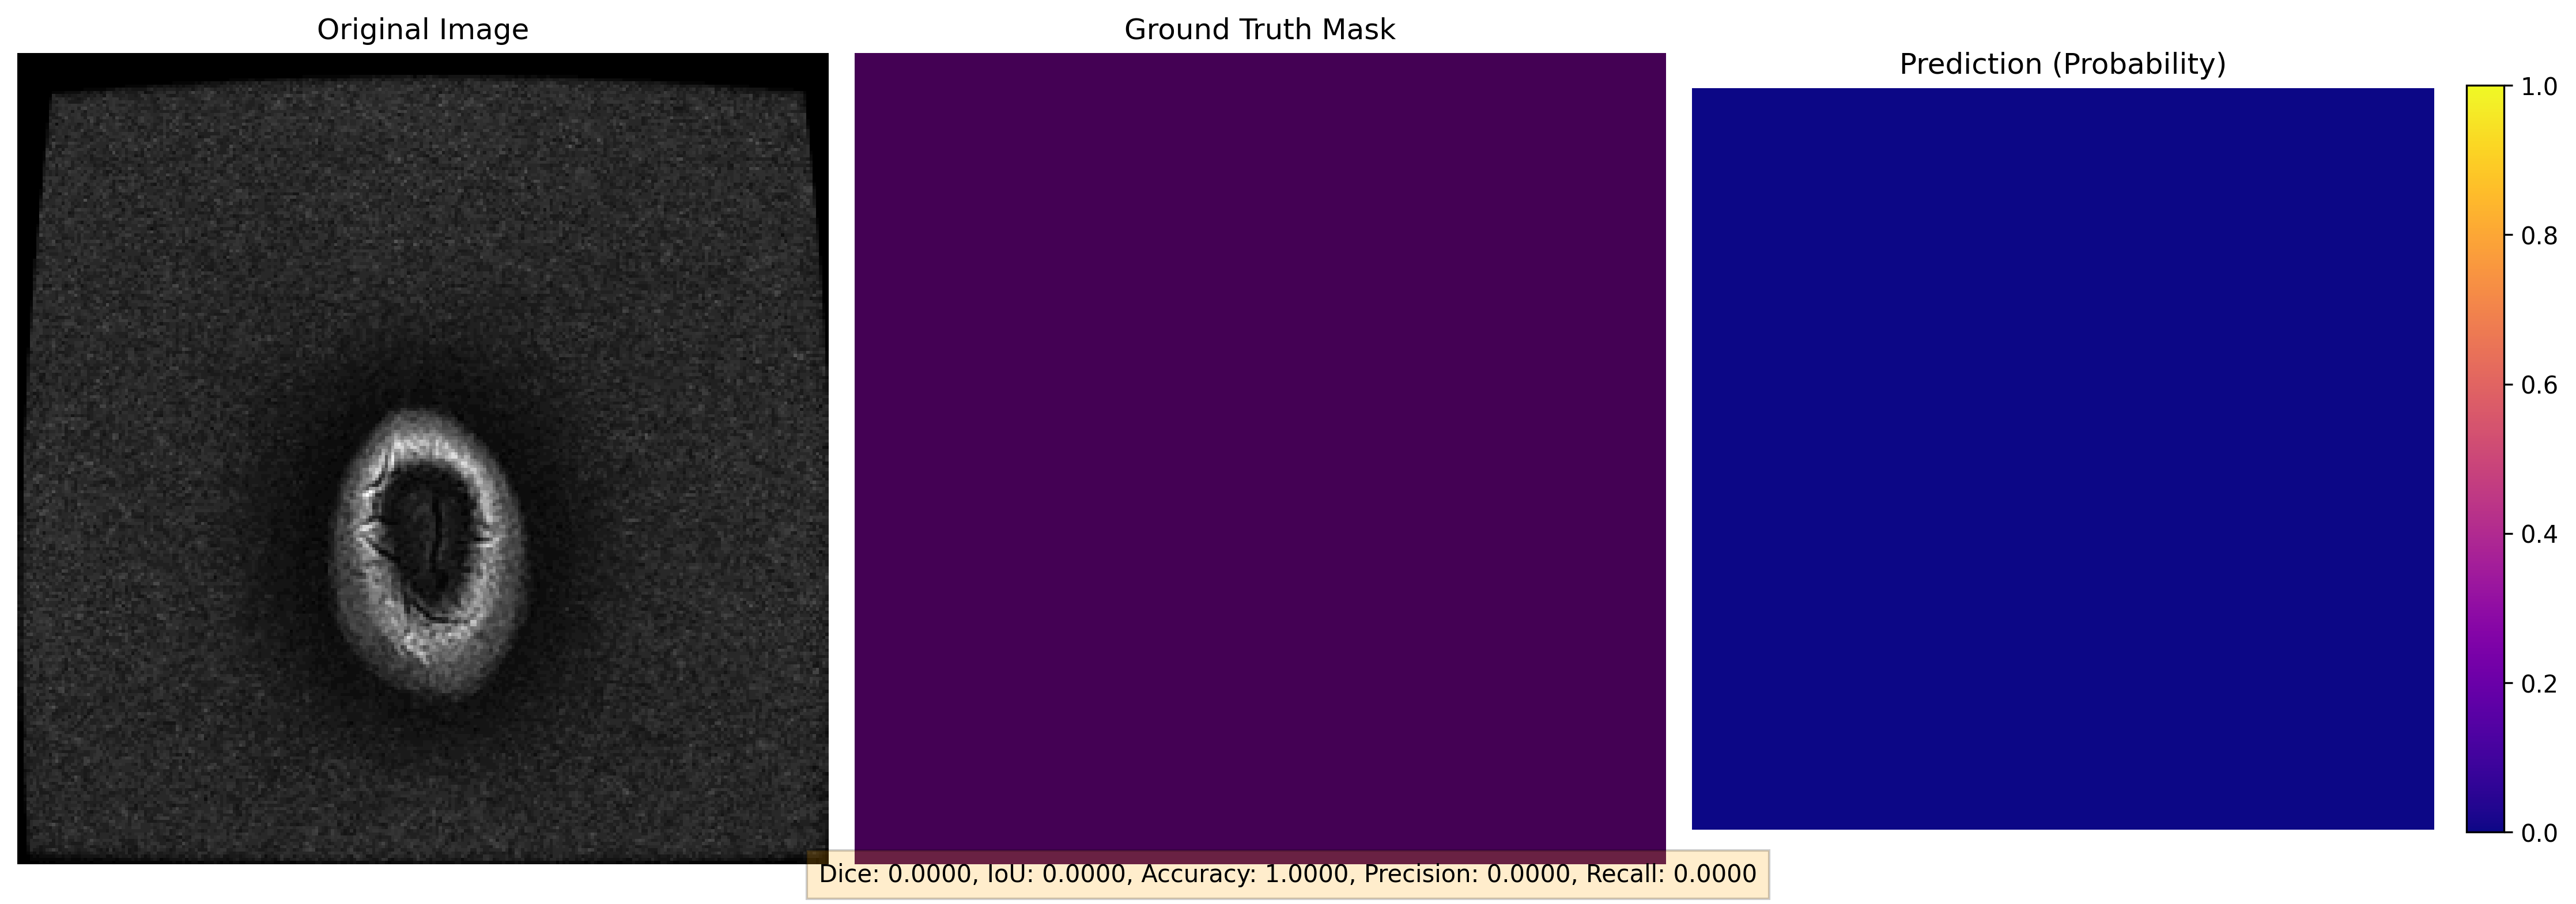 Original Image
Ground Truth Mask
Prediction (Probability)
1.0
0.8
0.6
0.4
0.2
0.0
Dice: 0.0000, IoU: 0.0000, Accuracy: 1.0000, Precision: 0.0000, Recall: 0.0000